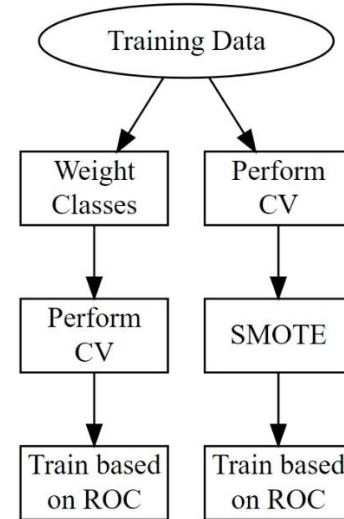 Training Data
Weight
Classes
Perform
CV
Perform
CV
SMOTE
Train based
on ROC
Train based
on ROC